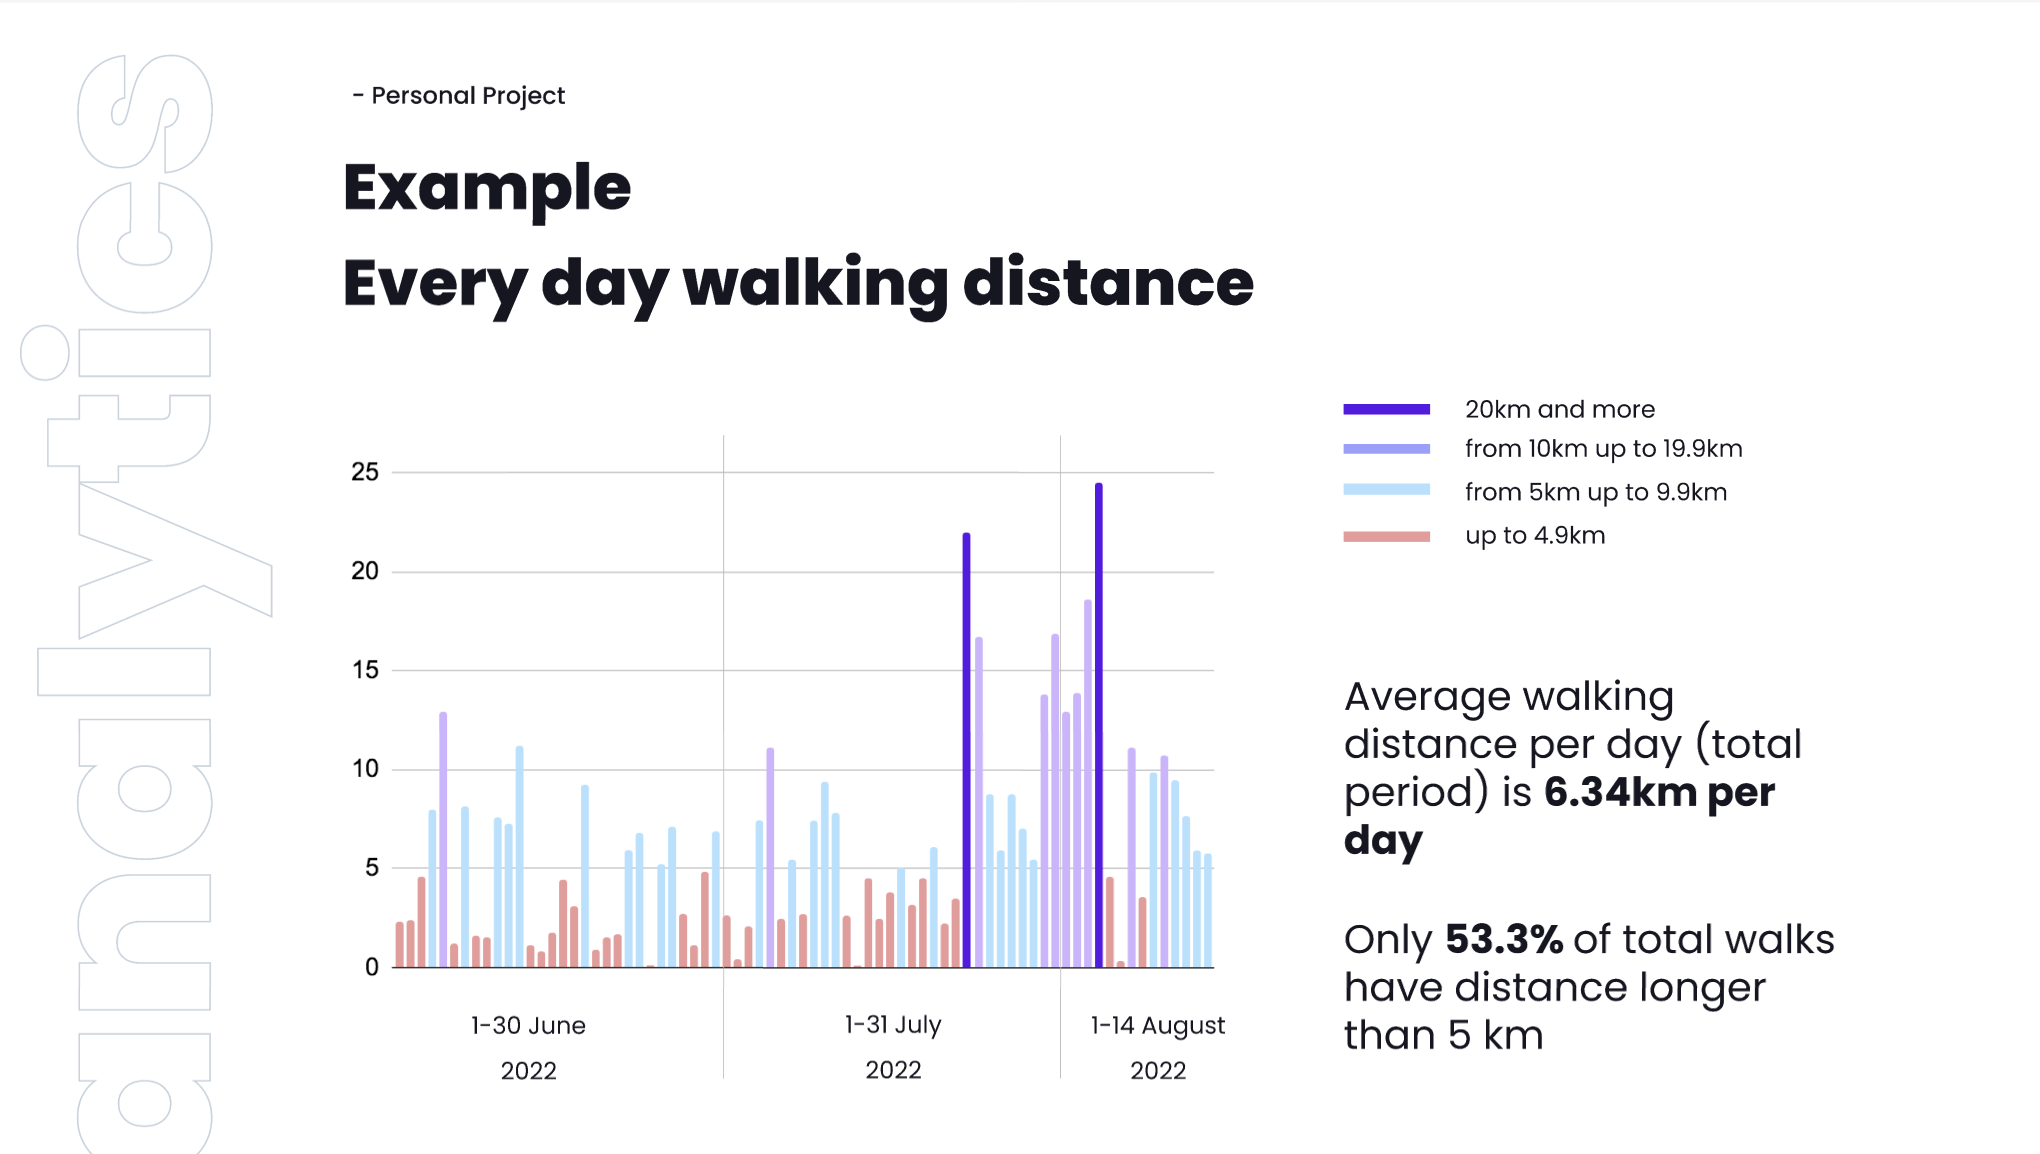 analytics
- Personal Project
Example
Every day walking distance
25
20
15
10
5
0
1-30 June
2022
1-31 July
2022
1-14 August
2022
20km and more
from 10km up to 19.9km
from 5km up to 9.9km
up to 4.9km
Average walking
distance per day (total
period) is 6.34km per
day
Only 53.3% of total walks
have distance longer
than 5 km